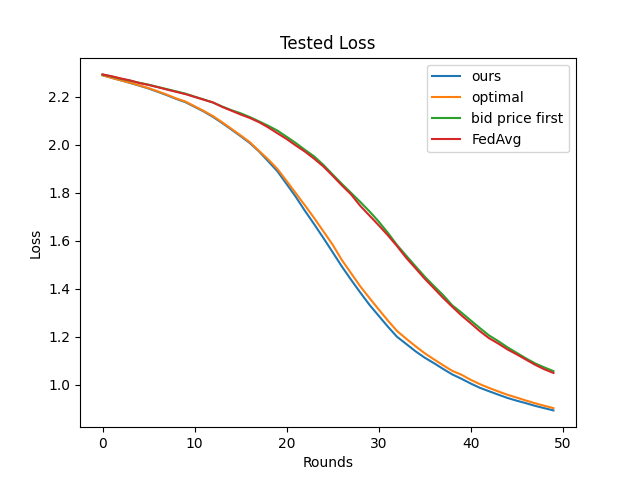 Tested Loss
ours
optimal
bid price first
FedAvg
2.2
2.0
1.8
1.6
1.4
1.2
1.0
Loss
0 10 20 30 40 50
Rounds